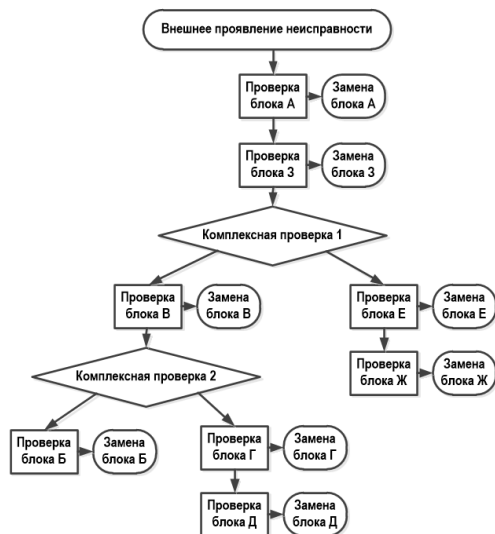 Внешнее проявление неисправности
Проверка
блока А
Замена
блока А
Проверка
блока З
Замена
блока З
Комплексная проверка 1
Проверка
блока В
Замена
блока В
Проверка
блока Е
Замена
блока Е
Проверка
блока Ж
Замена
блока Ж
Комплексная проверка 2
Проверка
блока Б
Замена
блока Б
Проверка
блока Г
Замена
блока Г
Проверка
блока Д
Замена
блока Д